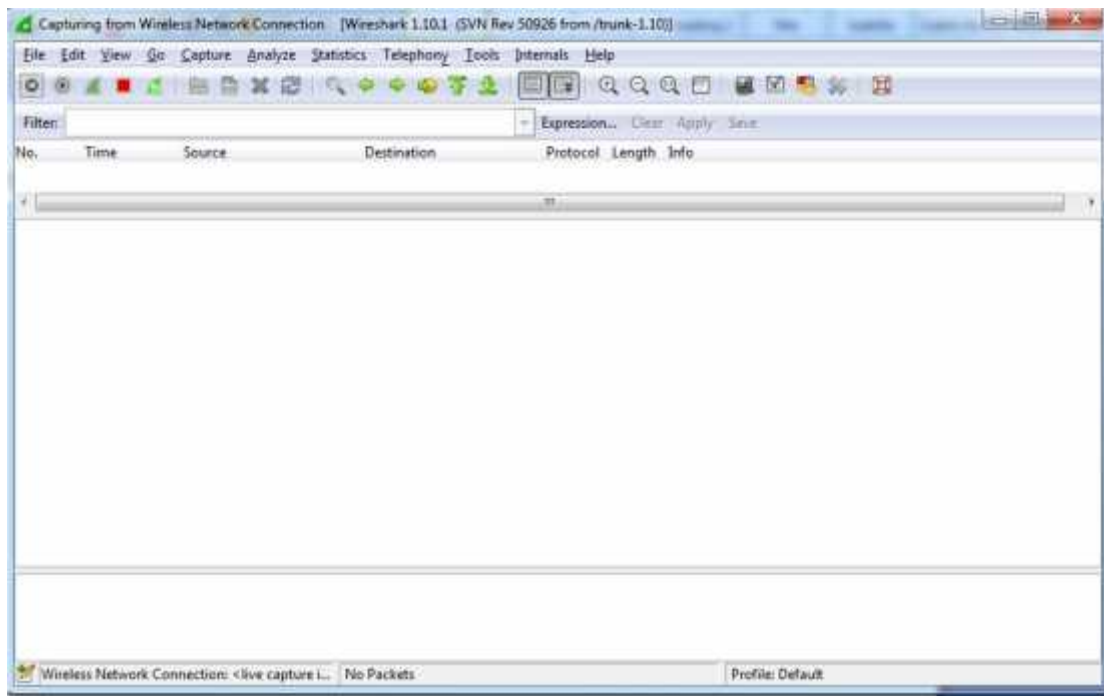 Capturing from Wireless Network Connection [Wireshark 1.10.1 (SVN Rev 50926 from /trunk-1.10)]
File Edit View Go Capture Analyze Statistics Telephony Tools Internals Help
Filter: Expression... Clear Apply Save
No. Time Source Destination Protocol Length Info
Wireless Network Connection: <live capture i... No Packets Profile: Default